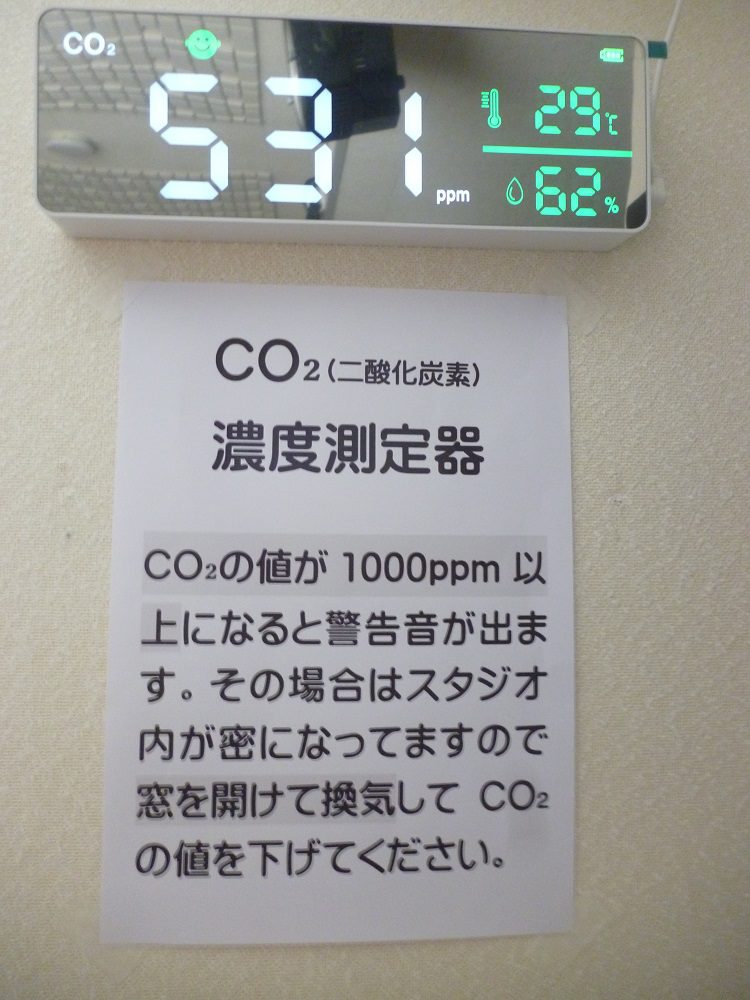 CO₂
531 ppm
29℃
62%
CO₂（二酸化炭素）
濃度測定器
CO₂の値が 1000ppm 以
上になると警告音が出ま
す。その場合はスタジオ
内が密になってますので
窓を開けて換気して CO₂
の値を下げてください。